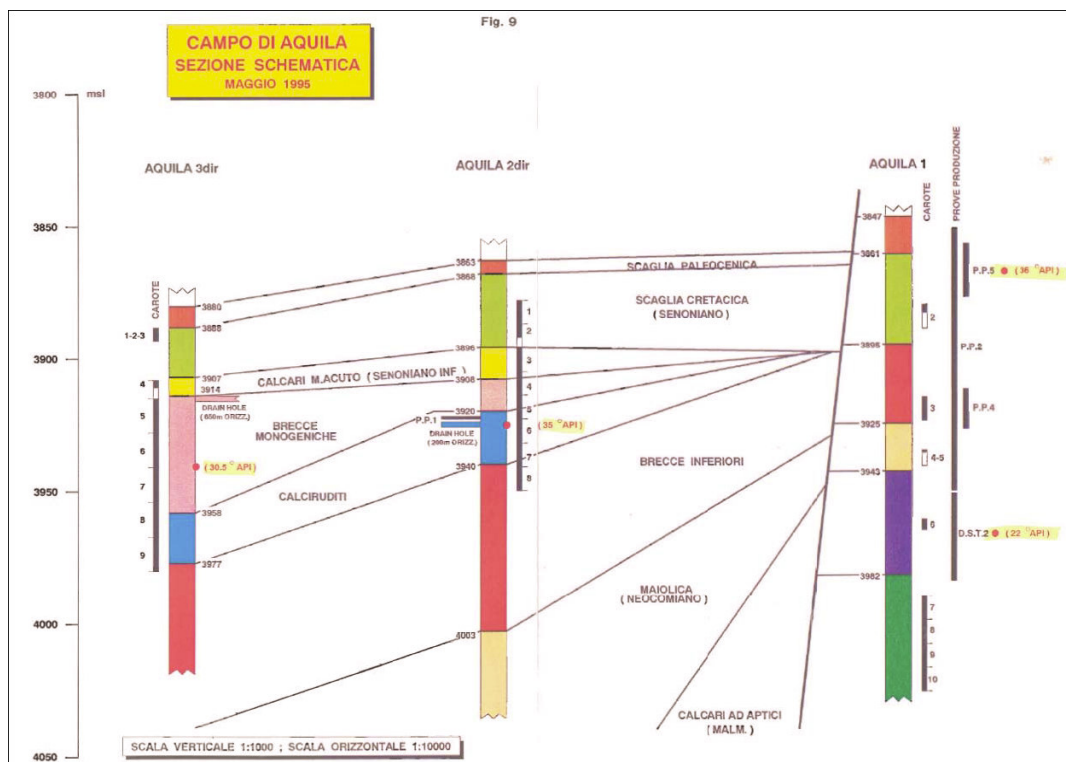 Fig. 9
CAMPO DI AQUILA
SEZIONE SCHEMATICA
MAGGIO 1995
3800
msl
3850
3900
3950
4000
4050
AQUILA 3dir
CAROTE
1-2-3
4
5
6
7
8
9
3880
3888
3907
3914
DRAIN HOLE
(600m ORIZZ.)
(30.5 °API)
3958
3977
AQUILA 2dir
3863
3868
3896
3908
3920
P.P.1
DRAIN HOLE
(200m ORIZZ.)
3940
4003
1
2
3
4
5
6
7
8
(35 °API)
SCAGLIA PALEOCENICA
SCAGLIA CRETACICA
(SENONIANO)
CALCARI M.ACUTO (SENONIANO INF.)
BRECCE
MONOGENICHE
CALCIRUDITI
BRECCE INFERIORI
MAIOLICA
(NEOCOMIANO)
CALCARI AD APTICI
(MALM.)
AQUILA 1
CAROTE
PROVE PRODUZIONE
3847
3861
3895
3925
3943
3982
2
3
4-5
6
7
8
9
10
P.P.5
(36 °API)
P.P.2
P.P.4
D.S.T.2
(22 °API)
SCALA VERTICALE 1:1000 ; SCALA ORIZZONTALE 1:10000